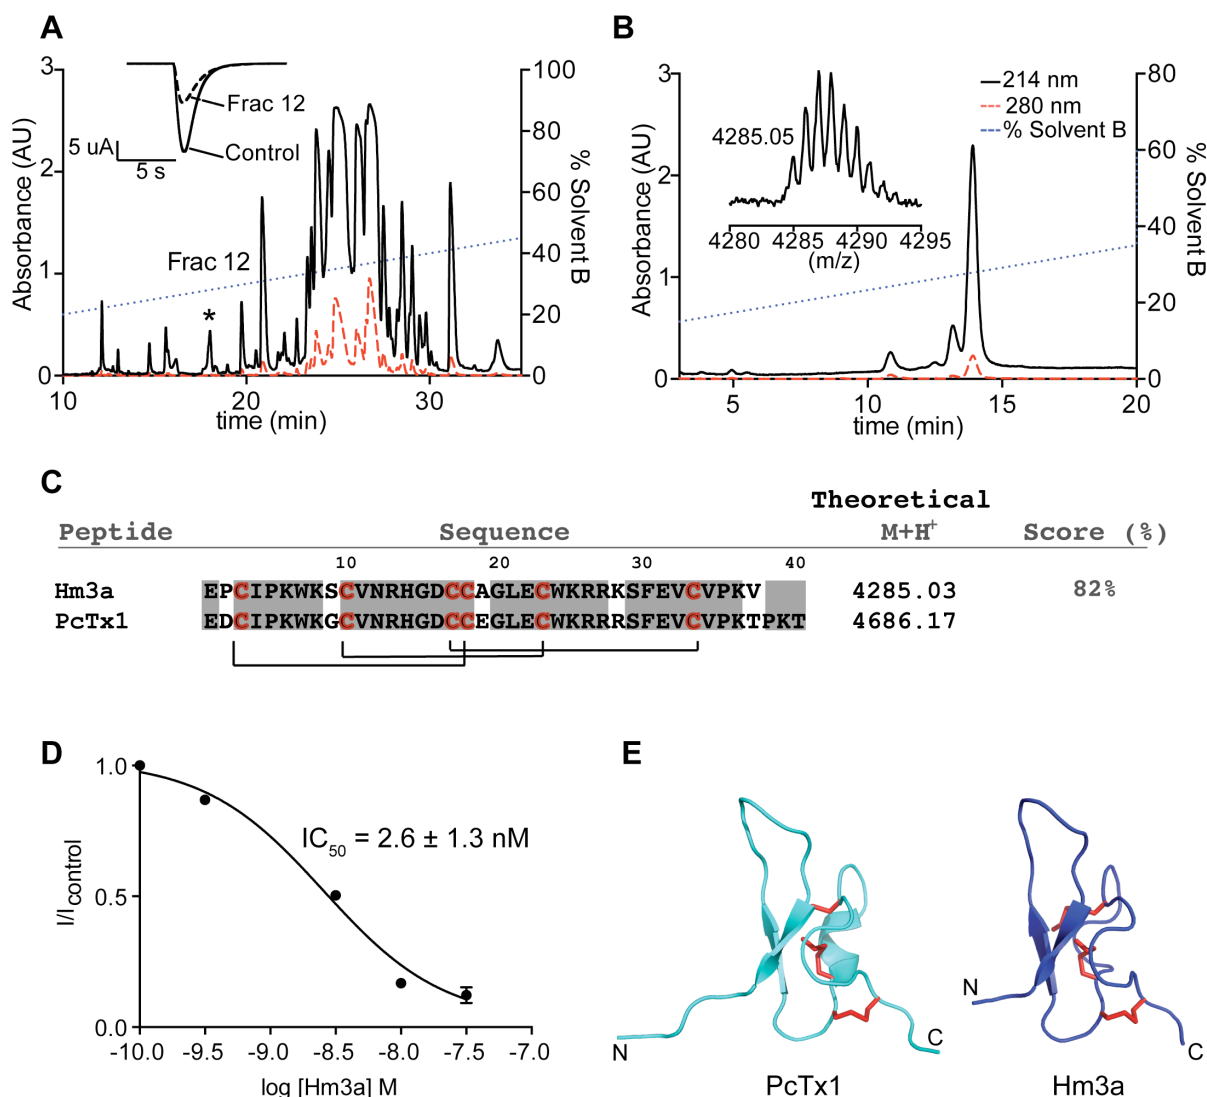 A
3
2
1
0
Absorbance (AU)
10
20
30
time (min)
100
80
60
40
20
0
% Solvent B
Frac 12
Control
5 uA
5 s
Frac 12
*
B
3
2
1
0
Absorbance (AU)
5
10
15
20
time (min)
80
60
40
20
0
% Solvent B
214 nm
280 nm
% Solvent B
4285.05
4280 4285 4290 4295
(m/z)
C
Theoretical
Peptide Sequence M+H+ Score (%)
10 20 30 40
Hm3a EPCIPKWKSCVNRHGDCCAGLECWKRRKSFEVCVPKV 4285.03 82%
PcTx1 EDCIPKWKGCVNRHGDCCEGLECWKRRRSFEVCVPKTPKT 4686.17
D
1.0
0.5
0.0
I/Icontrol
IC50 = 2.6 ± 1.3 nM
-10.0 -9.5 -9.0 -8.5 -8.0 -7.5 -7.0
log [Hm3a] M
E
N
C
PcTx1
N
C
Hm3a